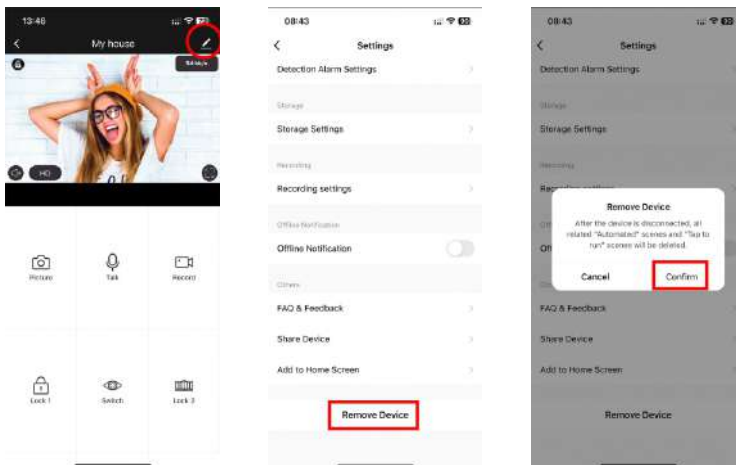 13:46
My house
HD
Picture
Talk
Record
Lock 1
Switch
Lock 2
08:43
Settings
Detection Alarm Settings
Storage
Storage Settings
Recording
Recording settings
Offline Notification
Offline Notification
Others
FAQ & Feedback
Share Device
Add to Home Screen
Remove Device
08:43
Settings
Detection Alarm Settings
Storage
Storage Settings
Recording
Remove Device
After the device is disconnected, all
related "Automated" scenes and "Tap to
run" scenes will be deleted.
Cancel
Confirm
FAQ & Feedback
Share Device
Add to Home Screen
Remove Device